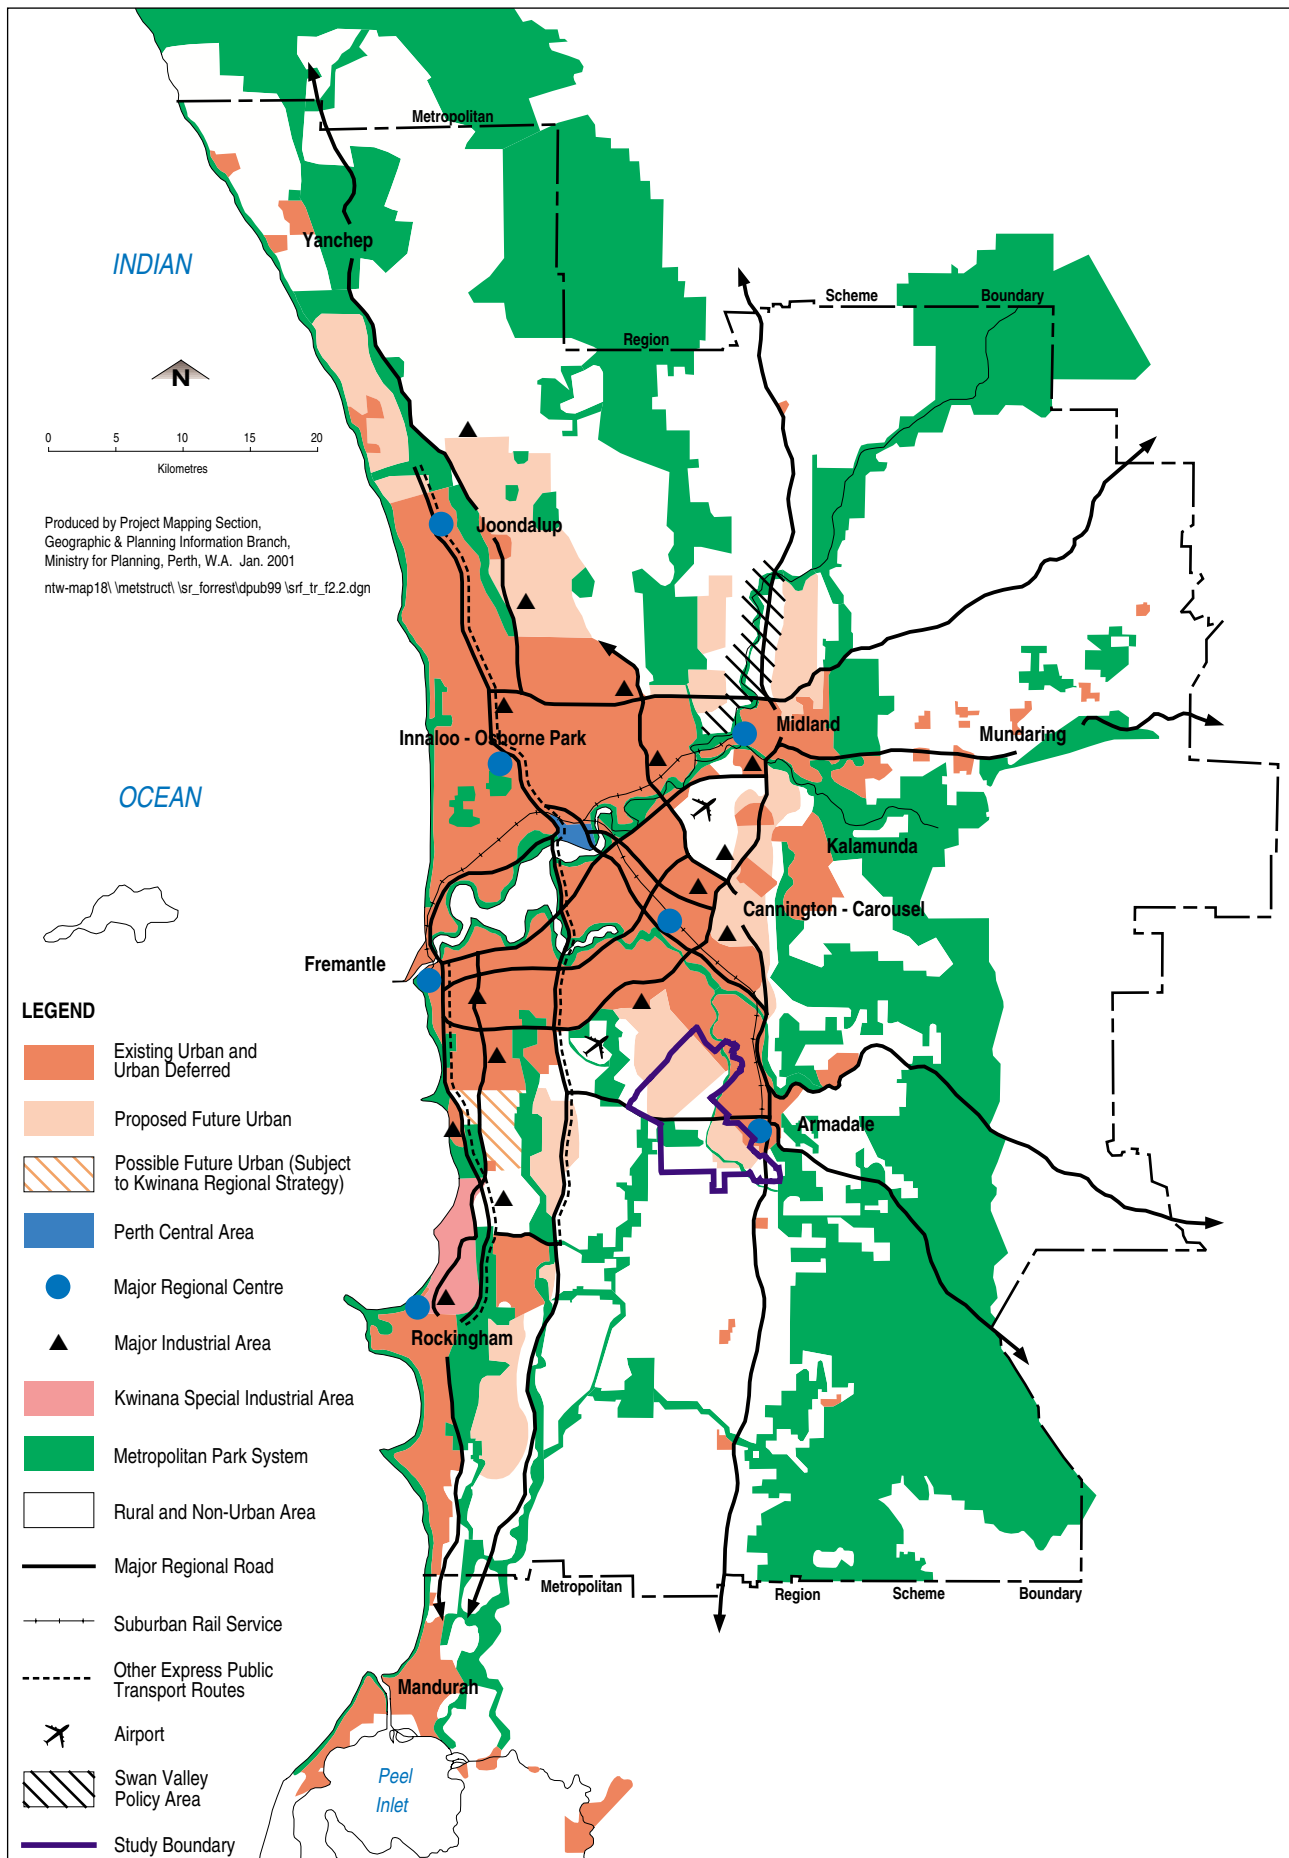 Metropolitan
Yanchep
INDIAN
Scheme
Boundary
Region
N
0 5 10 15 20
Kilometres
Produced by Project Mapping Section,
Geographic & Planning Information Branch,
Ministry for Planning, Perth, W.A. Jan. 2001
ntw-map18\ \metstruct\ \sr_forrest\dpub99 \srf_tr_f2.2.dgn
Joondalup
Midland
Mundaring
Innaloo - Osborne Park
OCEAN
Kalamunda
Cannington - Carousel
Fremantle
Armadale
Rockingham
LEGEND
Existing Urban and
Urban Deferred
Proposed Future Urban
Possible Future Urban (Subject
to Kwinana Regional Strategy)
Perth Central Area
Major Regional Centre
Major Industrial Area
Kwinana Special Industrial Area
Metropolitan Park System
Rural and Non-Urban Area
Major Regional Road
Suburban Rail Service
Other Express Public
Transport Routes
Airport
Swan Valley
Policy Area
Study Boundary
Metropolitan
Region
Scheme
Boundary
Mandurah
Peel
Inlet